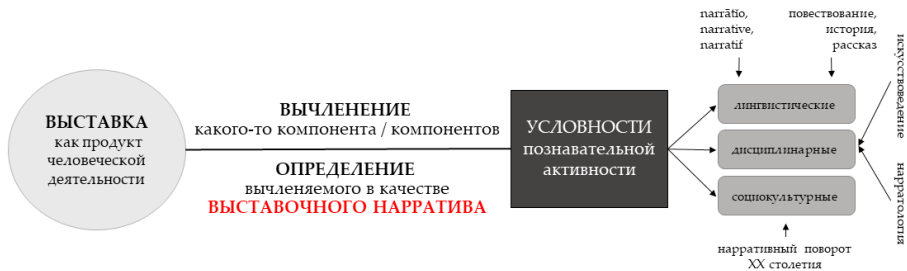 narrātĭo,
narrative,
narratif
повествование,
история,
рассказ
ВЫСТАВКА
как продукт
человеческой
деятельности
ВЫЧЛЕНЕНИЕ
какого-то компонента / компонентов
ОПРЕДЕЛЕНИЕ
вычленяемого в качестве
ВЫСТАВОЧНОГО НАРРАТИВА
УСЛОВНОСТИ
познавательной
активности
лингвистические
дисциплинарные
социокультурные
искусствоведение
нарратология
нарративный поворот
XX столетия